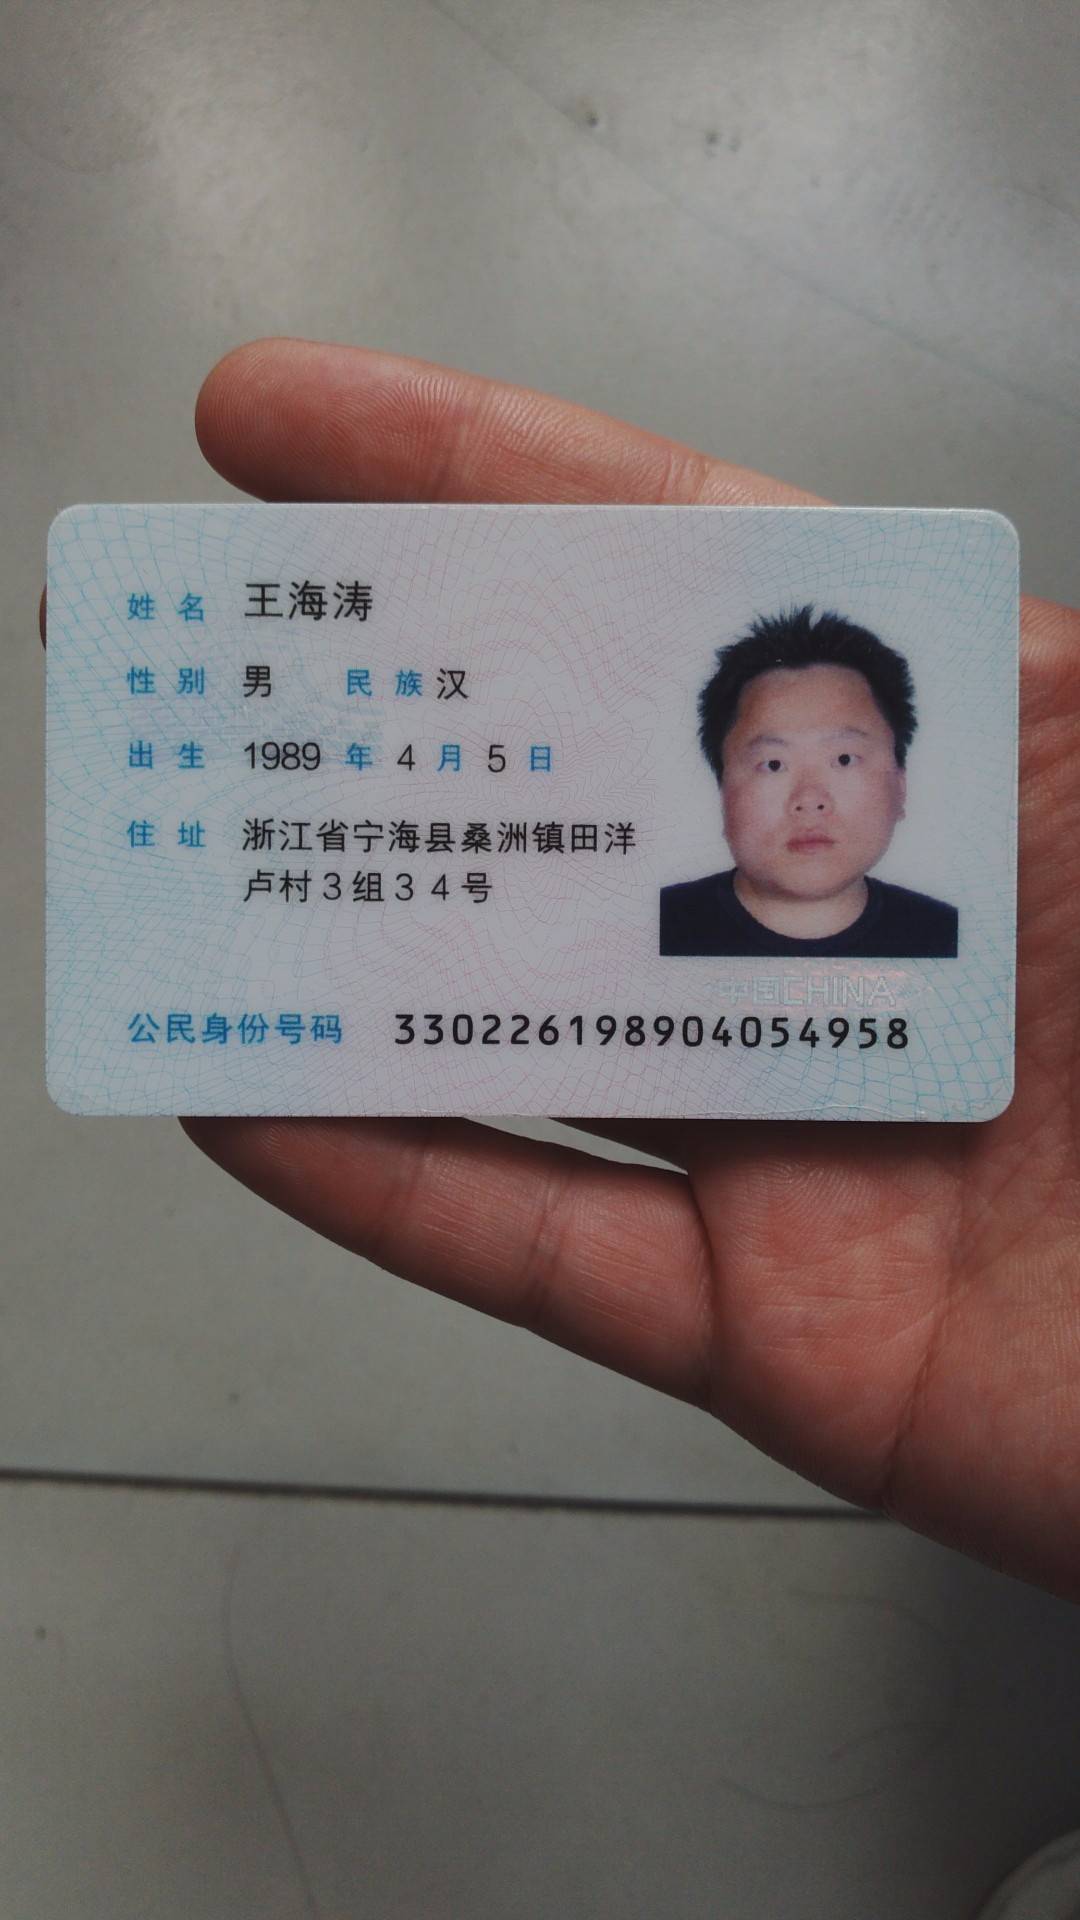 姓名 王海涛
性别 男 民族 汉
出生 1989 年 4 月 5 日
住址 浙江省宁海县桑洲镇田洋
卢村3组34号
中国CHINA
公民身份号码 330226198904054958